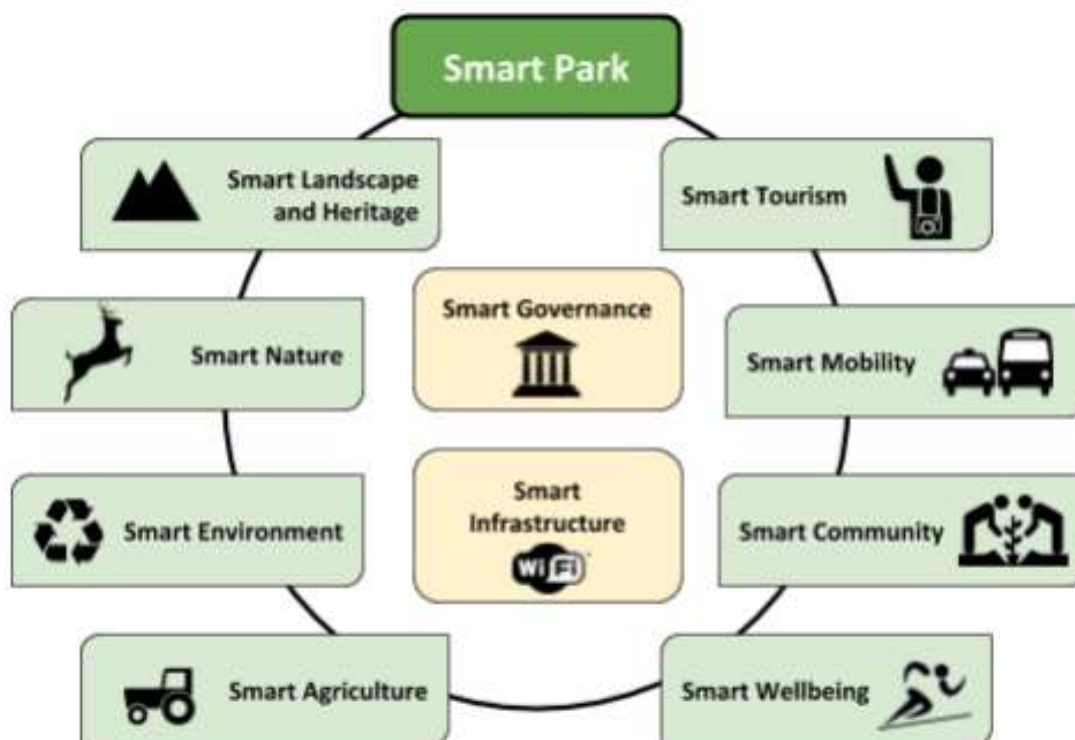 Smart Park
Smart Landscape
and Heritage
Smart Tourism
Smart Governance
Smart Nature
Smart Mobility
Smart
Infrastructure
WiFi
Smart Environment
Smart Community
Smart Agriculture
Smart Wellbeing